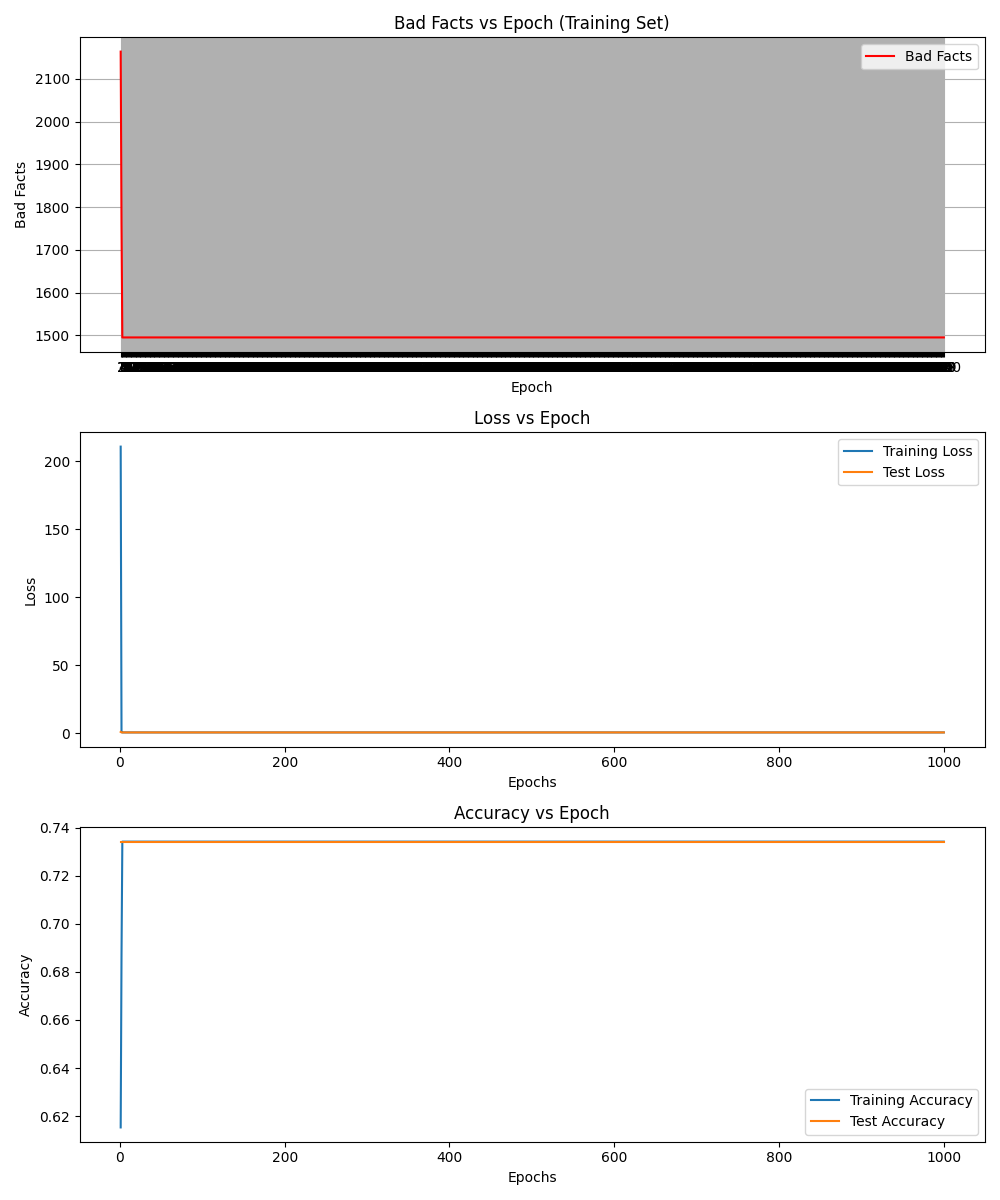 Bad Facts vs Epoch (Training Set)
Bad Facts
2100
2000
1900
1800
1700
1600
1500
Bad Facts
Epoch
Loss vs Epoch
Training Loss
Test Loss
200
150
100
50
0
Loss
0 200 400 600 800 1000
Epochs
Accuracy vs Epoch
0.74
0.72
0.70
0.68
0.66
0.64
0.62
Accuracy
Training Accuracy
Test Accuracy
0 200 400 600 800 1000
Epochs